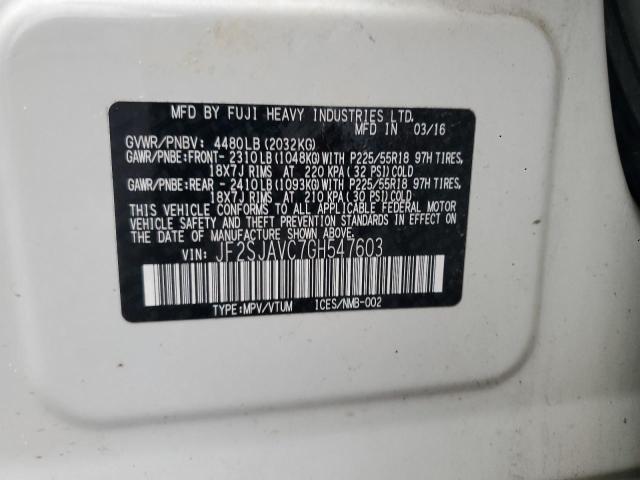 MFD BY FUJI HEAVY INDUSTRIES LTD.
MFD IN 03/16
GVWR/PNBV: 4480LB(2032KG)
GAWR/PNBE:FRONT- 2310LB(1048KG)WITH P225/55R18 97H TIRES,
18X7J RIMS AT 220 KPA( 32 PSI)COLD
GAWR/PNBE:REAR - 2410LB(1093KG)WITH P225/55R18 97H TIRES,
18X7J RIMS AT 210 KPA( 30 PSI)COLD
THIS VEHICLE CONFORMS TO ALL APPLICABLE FEDERAL MOTOR
VEHICLE SAFETY, BUMPER, AND THEFT PREVENTION
STANDARDS IN EFFECT ON THE DATE
OF MANUFACTURE SHOWN ABOVE.
VIN: JF2SJAVC7GH547603
TYPE:MPV/VTUM ICES/NMB-002